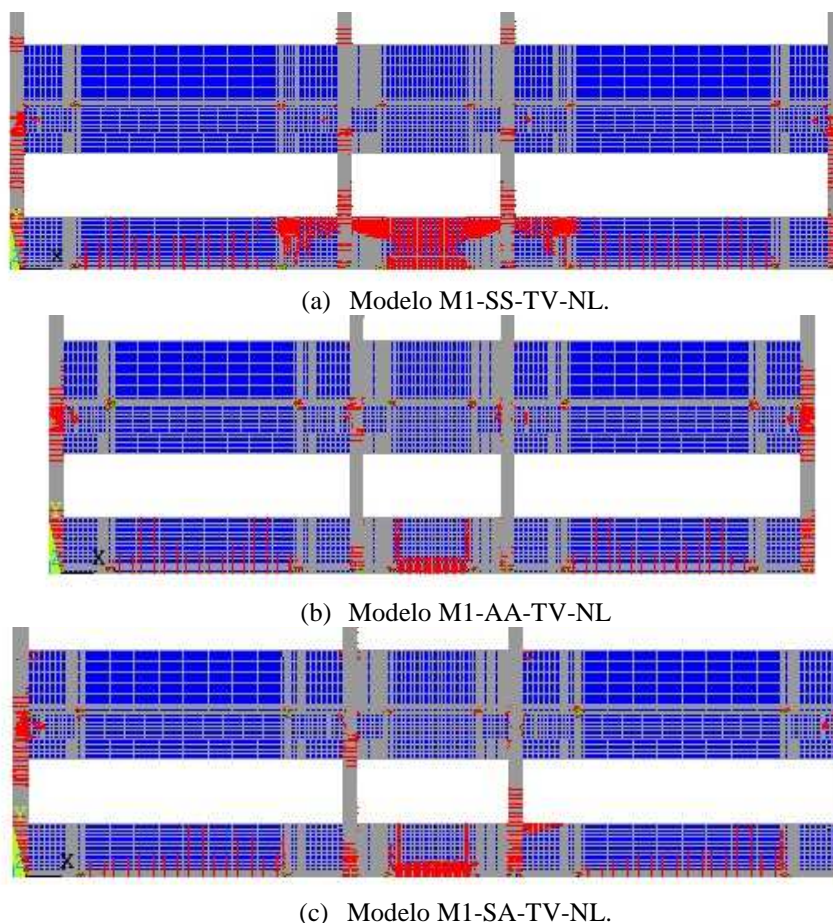 X
(a) Modelo M1-SS-TV-NL.
X
(b) Modelo M1-AA-TV-NL
X
(c) Modelo M1-SA-TV-NL.